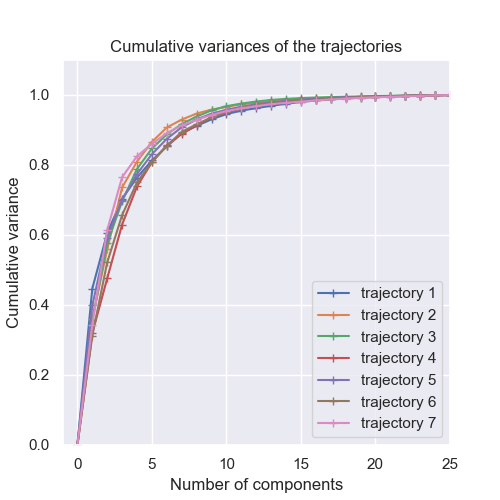 Cumulative variances of the trajectories
1.0
0.8
0.6
0.4
0.2
0.0
Cumulative variance
trajectory 1
trajectory 2
trajectory 3
trajectory 4
trajectory 5
trajectory 6
trajectory 7
0 5 10 15 20 25
Number of components